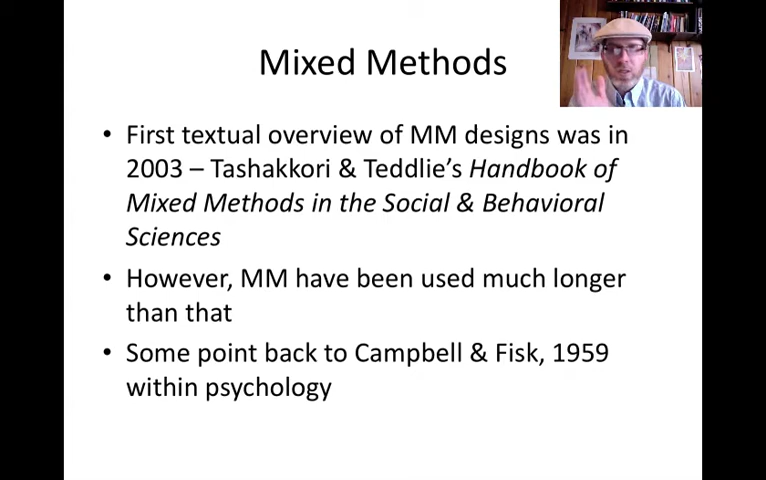 Mixed Methods
• First textual overview of MM designs was in
2003 – Tashakkori & Teddlie's Handbook of
Mixed Methods in the Social & Behavioral
Sciences
• However, MM have been used much longer
than that
• Some point back to Campbell & Fisk, 1959
within psychology